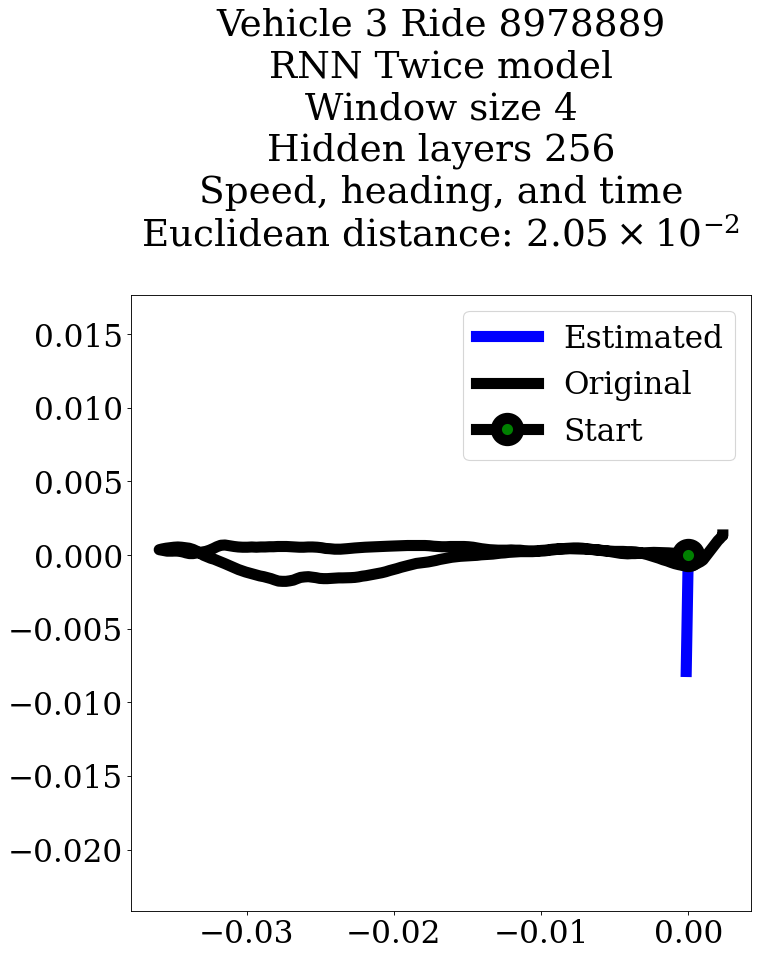 Vehicle 3 Ride 8978889
RNN Twice model
Window size 4
Hidden layers 256
Speed, heading, and time
Euclidean distance: 2.05 × 10⁻²
Estimated
Original
Start
0.015
0.010
0.005
0.000
−0.005
−0.010
−0.015
−0.020
−0.03 −0.02 −0.01 0.00